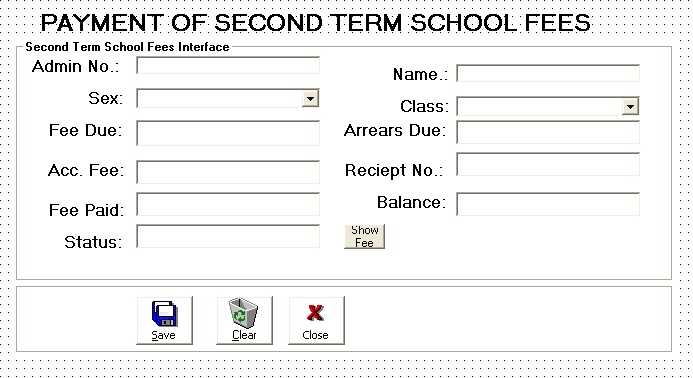 PAYMENT OF SECOND TERM SCHOOL FEES
Second Term School Fees Interface
Admin No.:
Name.:
Sex:
Class:
Fee Due:
Arrears Due:
Acc. Fee:
Reciept No.:
Fee Paid:
Balance:
Status:
Show
Fee
Save
Clear
Close